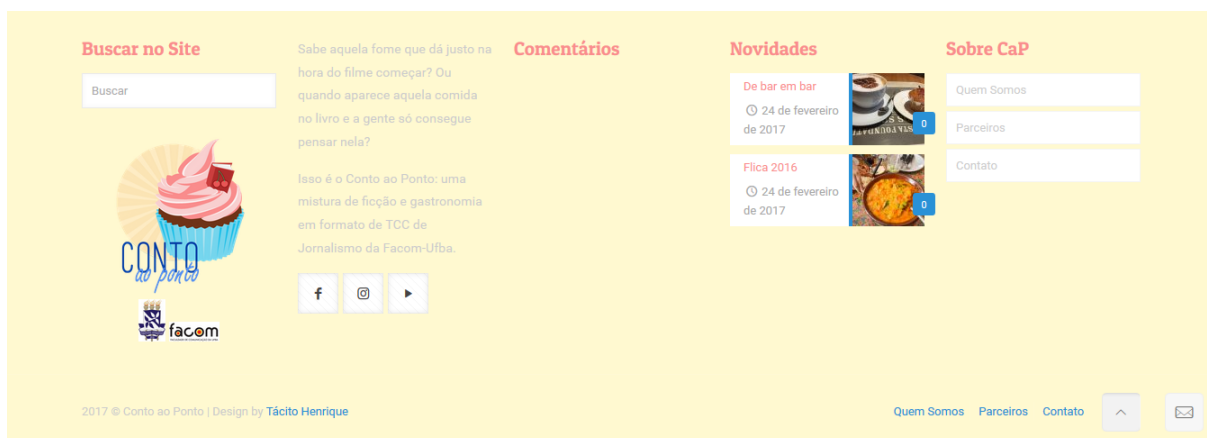 Buscar no Site
Buscar
CONTO
ao ponto
facom
Sabe aquela fome que dá justo na
hora do filme começar? Ou
quando aparece aquela comida
no livro e a gente só consegue
pensar nela?
Isso é o Conto ao Ponto: uma
mistura de ficção e gastronomia
em formato de TCC de
Jornalismo da Facom-Ufba.
Comentários
Novidades
De bar em bar
24 de fevereiro
de 2017
0
Flica 2016
24 de fevereiro
de 2017
0
Sobre CaP
Quem Somos
Parceiros
Contato
2017 © Conto ao Ponto | Design by Tácito Henrique
Quem Somos Parceiros Contato